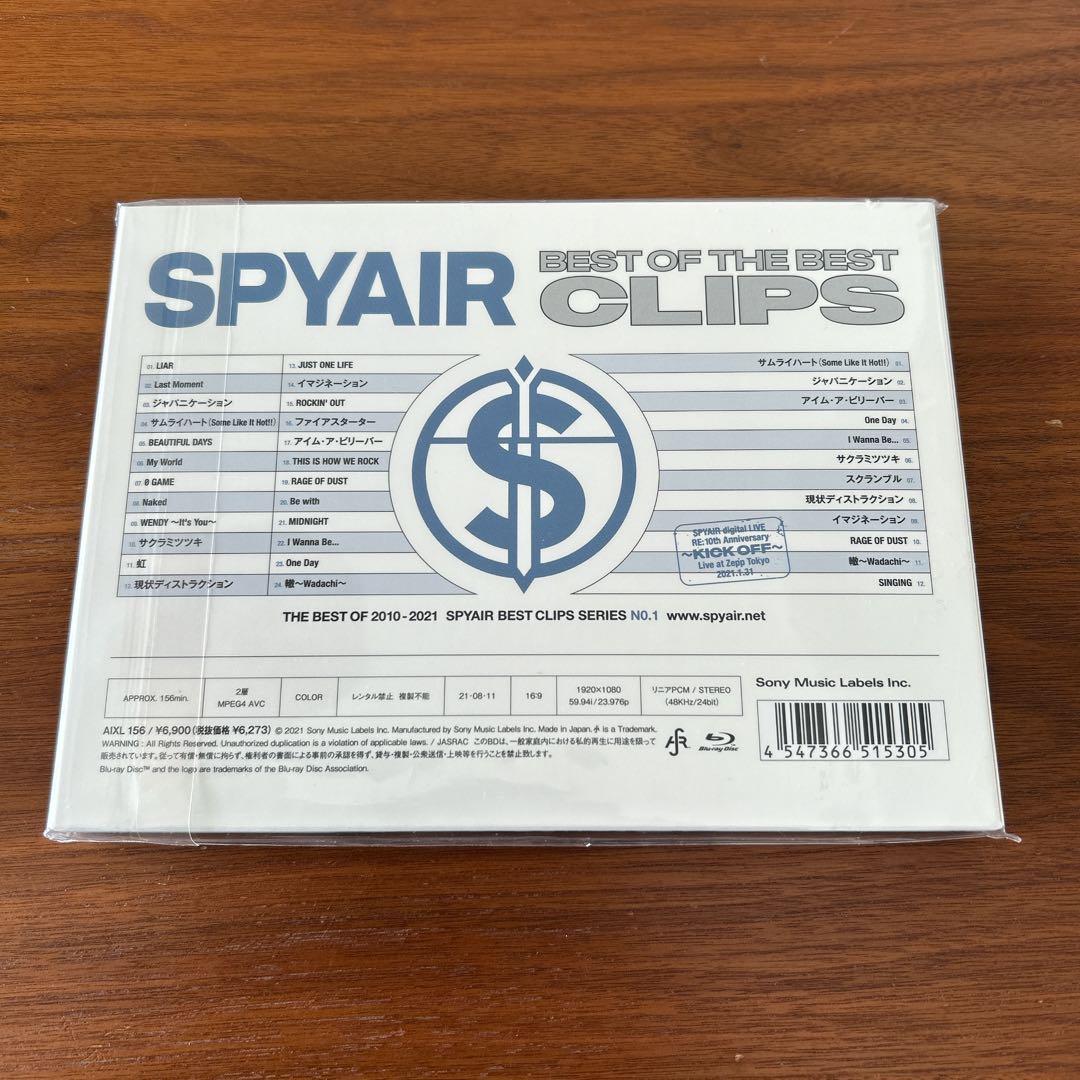 SPYAIR
BEST OF THE BEST
CLIPS
01. LIAR
02. Last Moment
03. ジャパニケーション
04. サムライハート(Some Like It Hot!!)
05. BEAUTIFUL DAYS
06. My World
07. 0 GAME
08. Naked
09. WENDY 〜It's You〜
10. サクラミツツキ
11. 虹
12. 現状ディストラクション
13. JUST ONE LIFE
14. イマジネーション
15. ROCKIN' OUT
16. ファイアスターター
17. アイム・ア・ビリーバー
18. THIS IS HOW WE ROCK
19. RAGE OF DUST
20. Be with
21. MIDNIGHT
22. I Wanna Be...
23. One Day
24. 轍〜Wadachi〜
サムライハート(Some Like It Hot!!) 01.
ジャパニケーション 02.
アイム・ア・ビリーバー 03.
One Day 04.
I Wanna Be... 05.
サクラミツツキ 06.
スクランブル 07.
現状ディストラクション 08.
イマジネーション 09.
RAGE OF DUST 10.
轍〜Wadachi〜 11.
SINGING 12.
SPYAIR digital LIVE
RE:10th Anniversary
〜KICK OFF〜
Live at Zepp Tokyo
2021.1.31
THE BEST OF 2010-2021 SPYAIR BEST CLIPS SERIES NO.1 www.spyair.net
APPROX. 156min.
2層
MPEG4 AVC
COLOR
レンタル禁止 複製不能
21・08・11
16:9
1920×1080
59.94i/23.976p
リニアPCM / STEREO
(48KHz/24bit)
Sony Music Labels Inc.
AIXL 156 / ¥6,900(税抜価格 ¥6,273) © 2021 Sony Music Labels Inc. Manufactured by Sony Music Labels Inc. Made in Japan. is a Trademark.
WARNING : All Rights Reserved. Unauthorized duplication is a violation of applicable laws. / JASRAC このBDは、一般家庭内における私的再生に用途を限って
販売されています。従って有償・無償に拘らず、権利者の書面による事前の承諾を得ず、貸与・複製・公衆送信・上映等を行うことを禁止致します。
Blu-ray Disc™ and the logo are trademarks of the Blu-ray Disc Association.
Blu-ray Disc
4 547366 515305